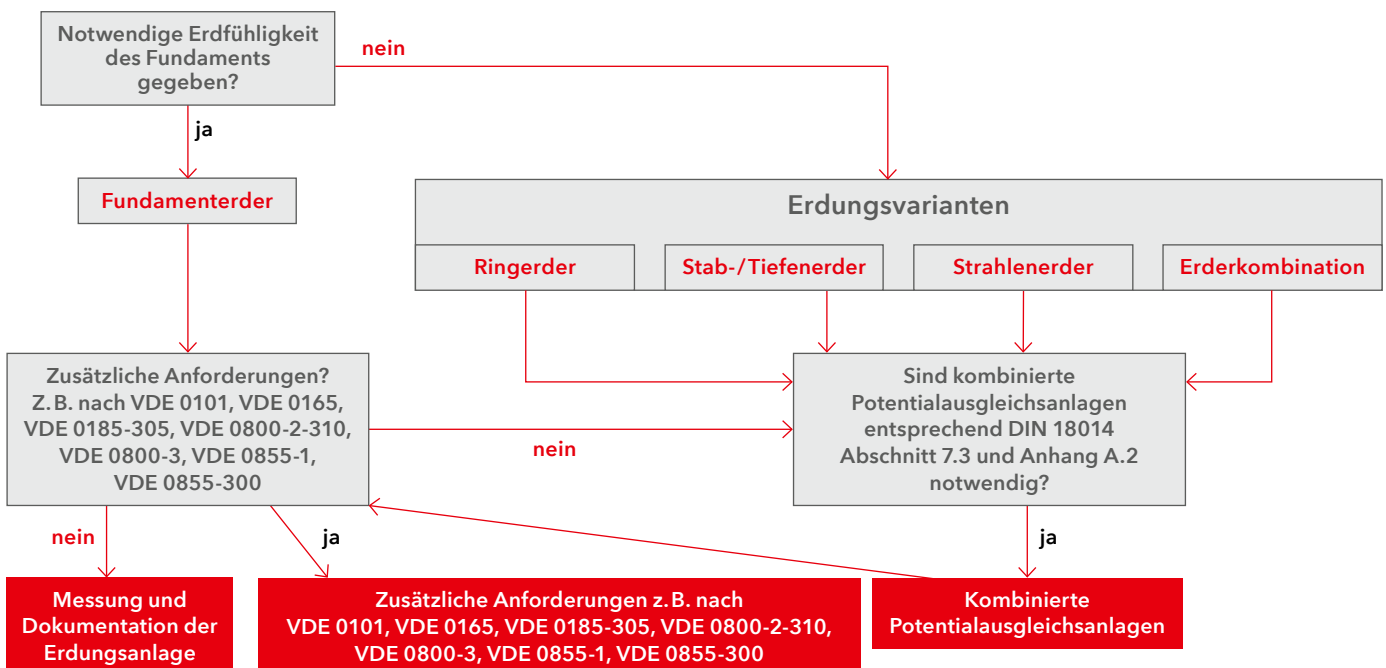 Notwendige Erdfühligkeit
des Fundaments
gegeben?
nein
ja
Fundamenterder
Erdungsvarianten
Ringerder
Stab-/Tiefenerder
Strahlenerder
Erderkombination
Zusätzliche Anforderungen?
Z.B. nach VDE 0101, VDE 0165,
VDE 0185-305, VDE 0800-2-310,
VDE 0800-3, VDE 0855-1,
VDE 0855-300
nein
Sind kombinierte
Potentialausgleichsanlagen
entsprechend DIN 18014
Abschnitt 7.3 und Anhang A.2
notwendig?
nein
ja
ja
Messung und
Dokumentation der
Erdungsanlage
Zusätzliche Anforderungen z.B. nach
VDE 0101, VDE 0165, VDE 0185-305, VDE 0800-2-310,
VDE 0800-3, VDE 0855-1, VDE 0855-300
Kombinierte
Potentialausgleichsanlagen